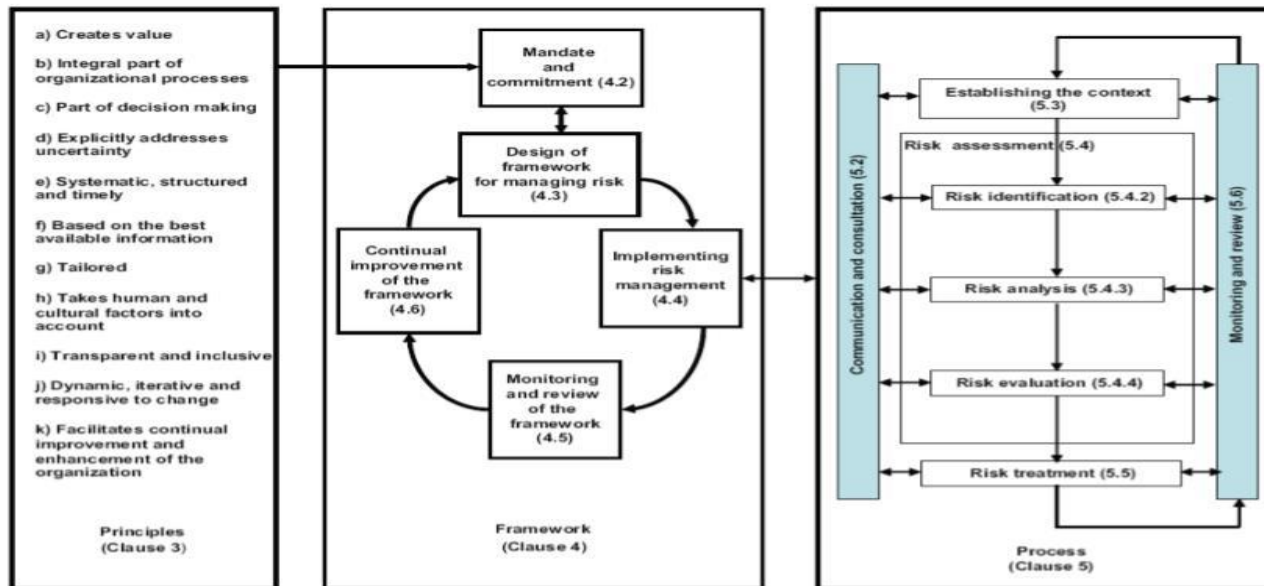 a) Creates value
b) Integral part of
organizational processes
c) Part of decision making
d) Explicitly addresses
uncertainty
e) Systematic, structured
and timely
f) Based on the best
available information
g) Tailored
h) Takes human and
cultural factors into
account
i) Transparent and inclusive
j) Dynamic, iterative and
responsive to change
k) Facilitates continual
improvement and
enhancement of the
organization
Principles
(Clause 3)
Mandate
and
commitment (4.2)
Design of
framework
for managing risk
(4.3)
Continual
improvement
of the
framework
(4.6)
Implementing
risk
management
(4.4)
Monitoring
and review
of the
framework
(4.5)
Framework
(Clause 4)
Communication and consultation (5.2)
Establishing the context
(5.3)
Risk assessment (5.4)
Risk identification (5.4.2)
Risk analysis (5.4.3)
Risk evaluation (5.4.4)
Risk treatment (5.5)
Monitoring and review (5.6)
Process
(Clause 5)